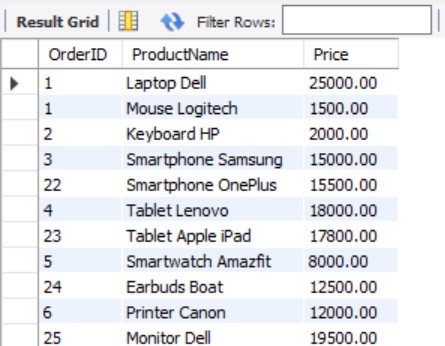 Result Grid Filter Rows:
OrderID ProductName Price
1 Laptop Dell 25000.00
1 Mouse Logitech 1500.00
2 Keyboard HP 2000.00
3 Smartphone Samsung 15000.00
22 Smartphone OnePlus 15500.00
4 Tablet Lenovo 18000.00
23 Tablet Apple iPad 17800.00
5 Smartwatch Amazfit 8000.00
24 Earbuds Boat 12500.00
6 Printer Canon 12000.00
25 Monitor Dell 19500.00